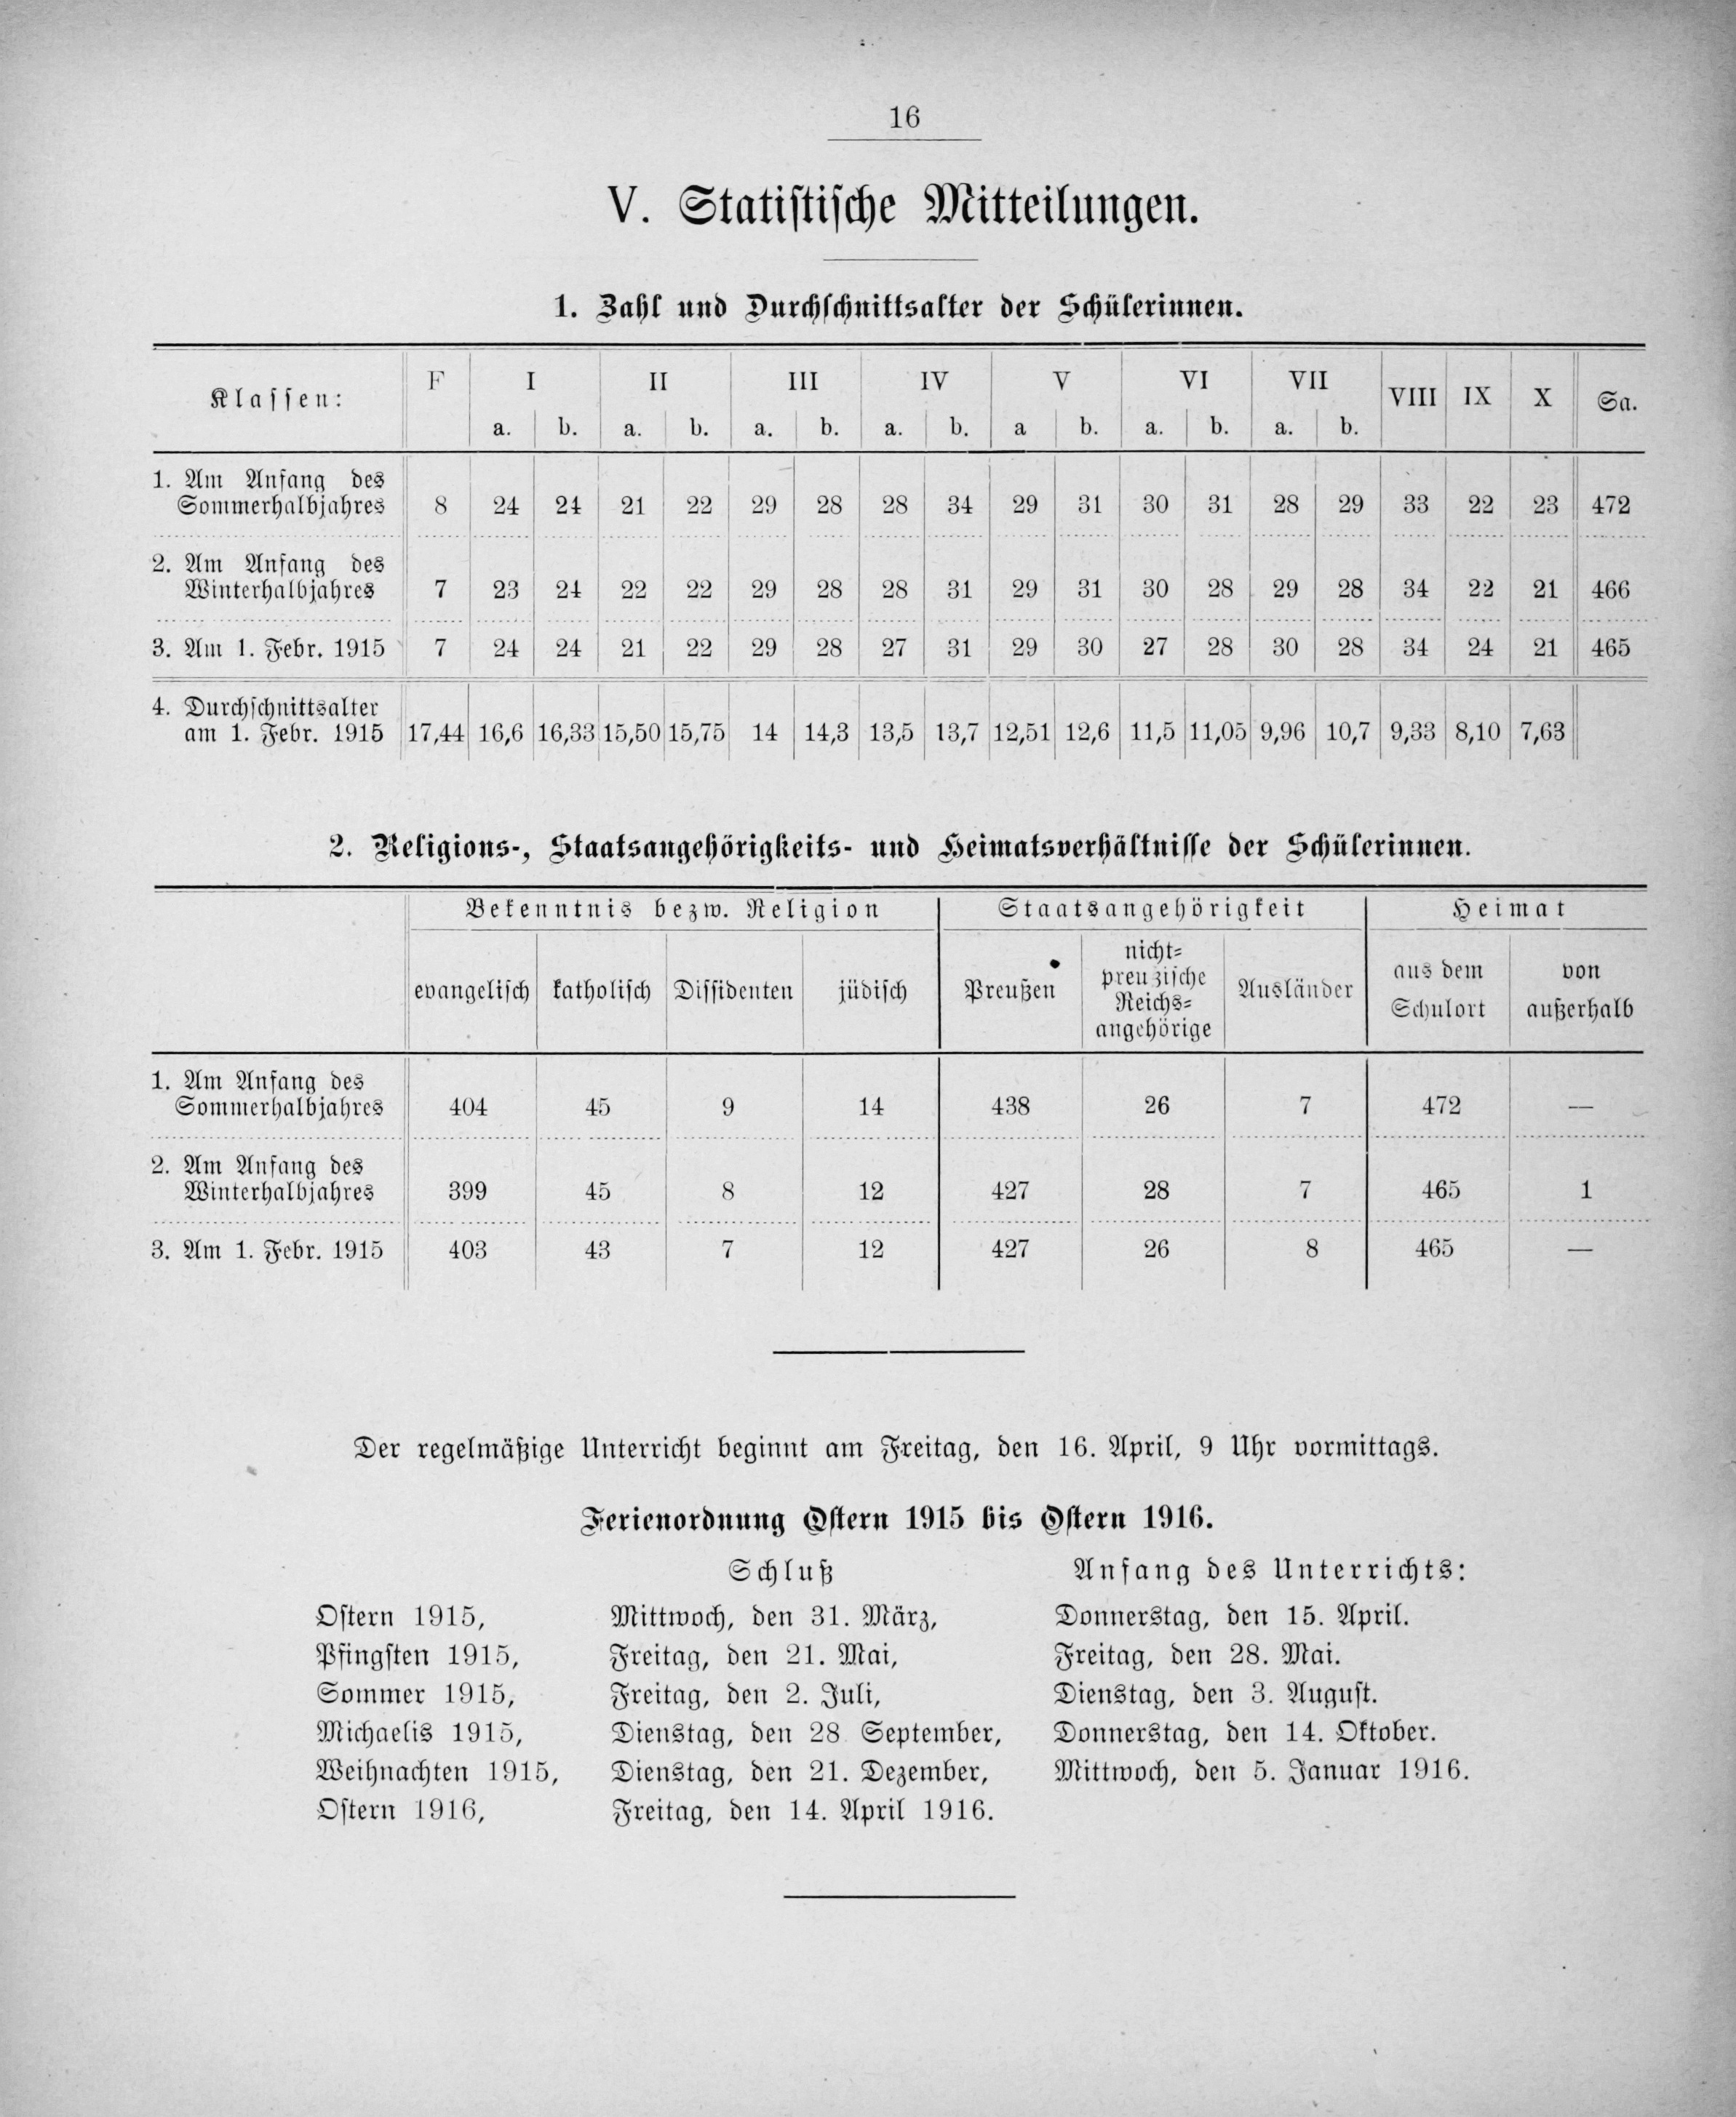 16
V. Statistische Mitteilungen.
1. Zahl und Durchschnittsalter der Schülerinnen.
Klassen: F I II III IV V VI VII VIII IX X Sa.
a. b. a. b. a. b. a. b. a b. a. b. a. b.
1. Am Anfang des
Sommerhalbjahres 8 24 24 21 22 29 28 28 34 29 31 30 31 28 29 33 22 23 472
2. Am Anfang des
Winterhalbjahres 7 23 24 22 22 29 28 28 31 29 31 30 28 29 28 34 22 21 466
3. Am 1. Febr. 1915 7 24 24 21 22 29 28 27 31 29 30 27 28 30 28 34 24 21 465
4. Durchschnittsalter
am 1. Febr. 1915 17,44 16,6 16,33 15,50 15,75 14 14,3 13,5 13,7 12,51 12,6 11,5 11,05 9,96 10,7 9,33 8,10 7,63
2. Religions-, Staatsangehörigkeits- und Heimatsverhältnisse der Schülerinnen.
Bekenntnis bezw. Religion Staatsangehörigkeit Heimat
evangelisch katholisch Dissidenten jüdisch Preußen nicht-
preuzische
Reichs-
angehörige Ausländer aus dem
Schulort von
außerhalb
1. Am Anfang des
Sommerhalbjahres 404 45 9 14 438 26 7 472 —
2. Am Anfang des
Winterhalbjahres 399 45 8 12 427 28 7 465 1
3. Am 1. Febr. 1915 403 43 7 12 427 26 8 465 —
Der regelmäßige Unterricht beginnt am Freitag, den 16. April, 9 Uhr vormittags.
Ferienordnung Ostern 1915 bis Ostern 1916.
Schluß Anfang des Unterrichts:
Ostern 1915, Mittwoch, den 31. März, Donnerstag, den 15. April.
Pfingsten 1915, Freitag, den 21. Mai, Freitag, den 28. Mai.
Sommer 1915, Freitag, den 2. Juli, Dienstag, den 3. August.
Michaelis 1915, Dienstag, den 28 September, Donnerstag, den 14. Oktober.
Weihnachten 1915, Dienstag, den 21. Dezember, Mittwoch, den 5. Januar 1916.
Ostern 1916, Freitag, den 14. April 1916.